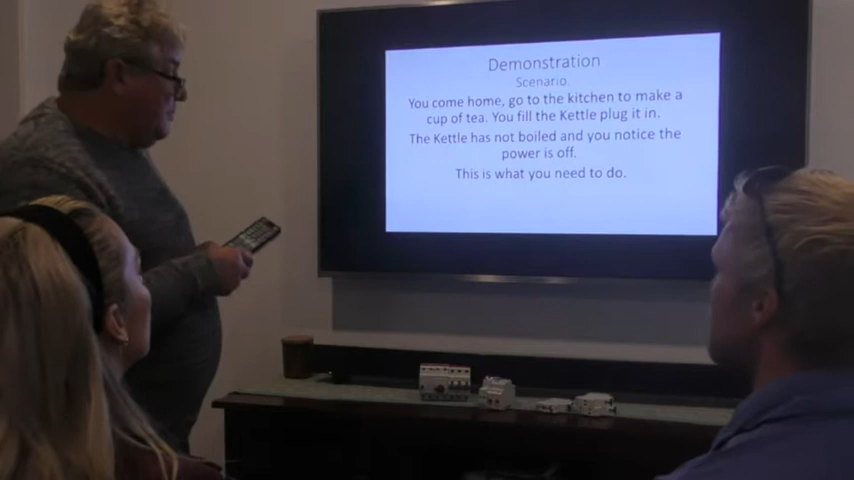 Demonstration
Scenario.
You come home, go to the kitchen to make a
cup of tea. You fill the Kettle plug it in.
The Kettle has not boiled and you notice the
power is off.
This is what you need to do.